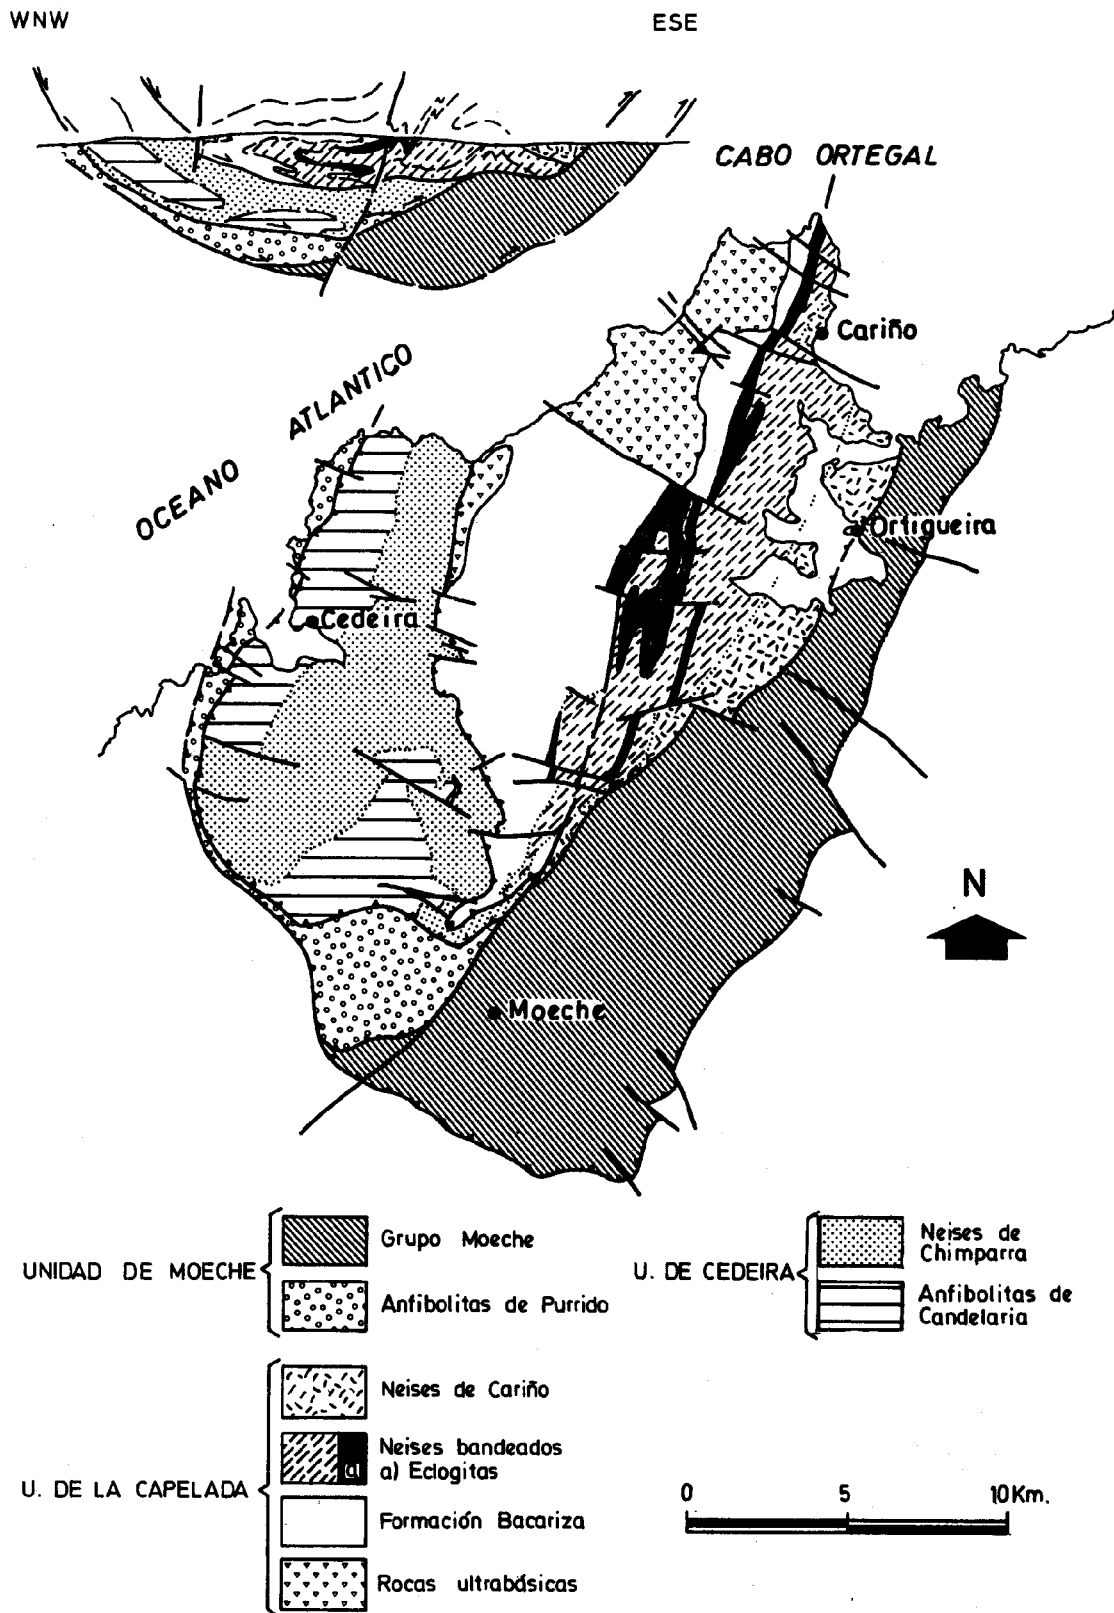 WNW
ESE
CABO ORTEGAL
Cariño
OCEANO ATLANTICO
Ortigueira
Cedeira
N
Moeche
UNIDAD DE MOECHE
Grupo Moeche
Anfibolitas de Purrido
U. DE CEDEIRA
Neises de
Chimparra
Anfibolitas de
Candelaria
U. DE LA CAPELADA
Neises de Cariño
a
Neises bandeados
a) Eclogitas
Formación Bacariza
Rocas ultrabásicas
0 5 10 Km.